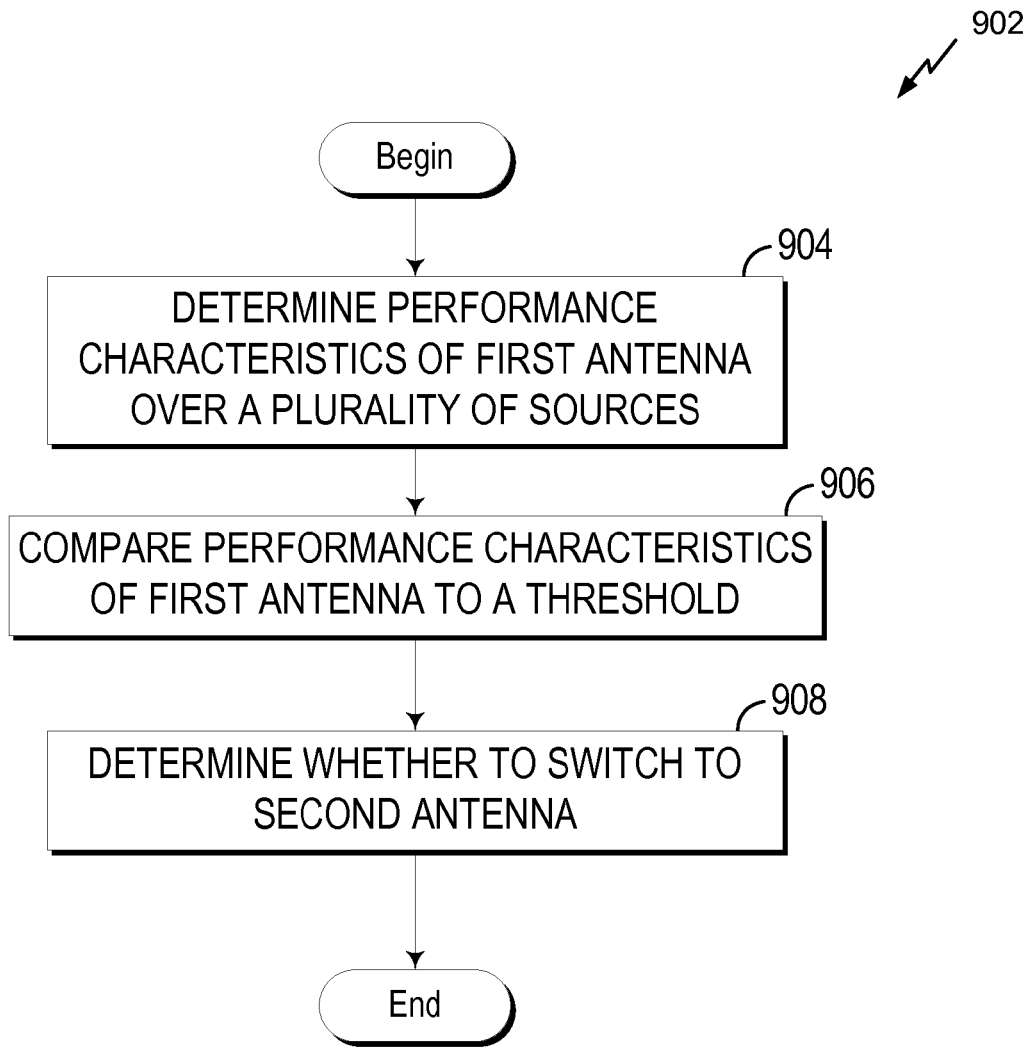 902
Begin
904
DETERMINE PERFORMANCE
CHARACTERISTICS OF FIRST ANTENNA
OVER A PLURALITY OF SOURCES
906
COMPARE PERFORMANCE CHARACTERISTICS
OF FIRST ANTENNA TO A THRESHOLD
908
DETERMINE WHETHER TO SWITCH TO
SECOND ANTENNA
End